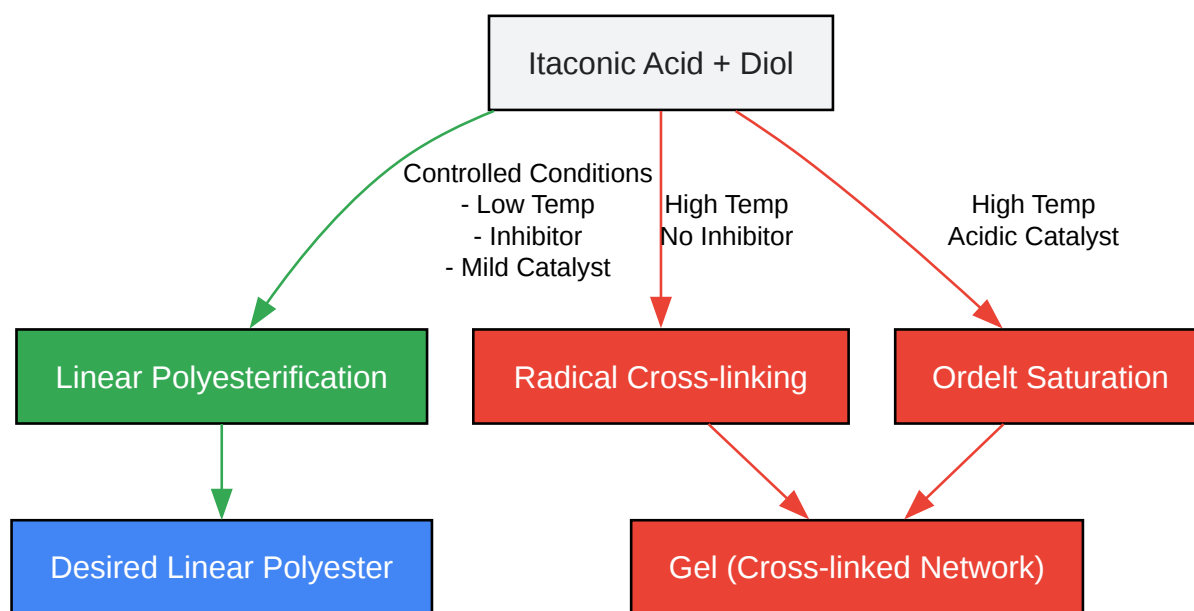 Itaconic Acid + Diol
Controlled Conditions
- Low Temp
- Inhibitor
- Mild Catalyst
High Temp
No Inhibitor
High Temp
Acidic Catalyst
Linear Polyesterification
Radical Cross-linking
Ordelt Saturation
Desired Linear Polyester
Gel (Cross-linked Network)